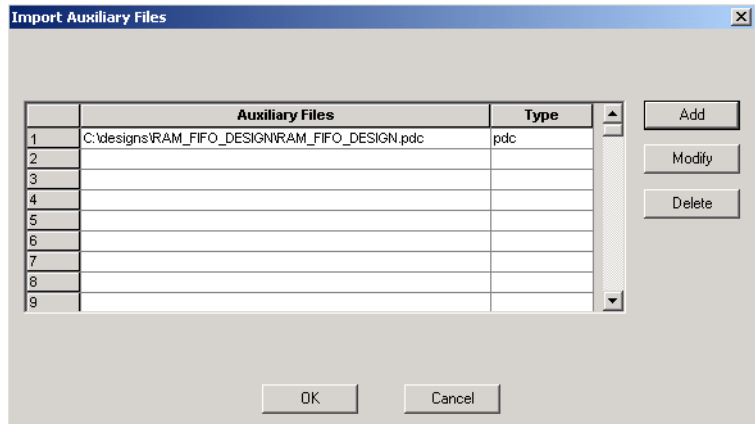 Import Auxiliary Files
Auxiliary Files Type
1 C:\designs\RAM_FIFO_DESIGN\RAM_FIFO_DESIGN.pdc pdc
2
3
4
5
6
7
8
9
Add
Modify
Delete
OK Cancel